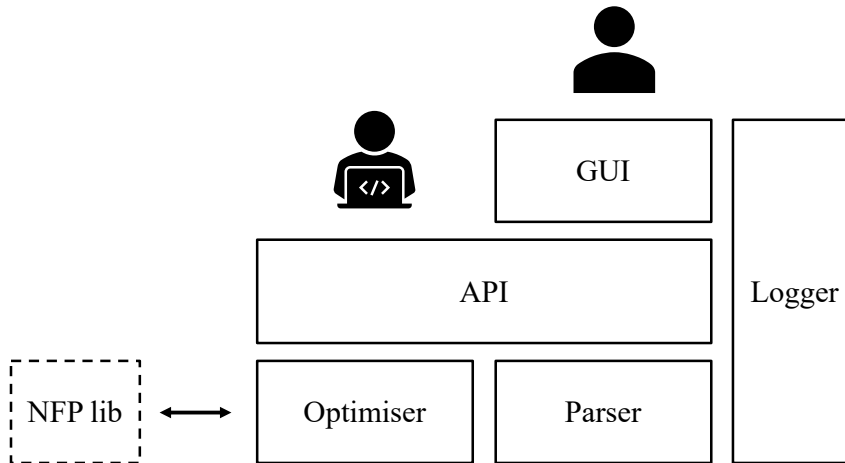 </>
GUI
API
Logger
NFP lib
Optimiser
Parser